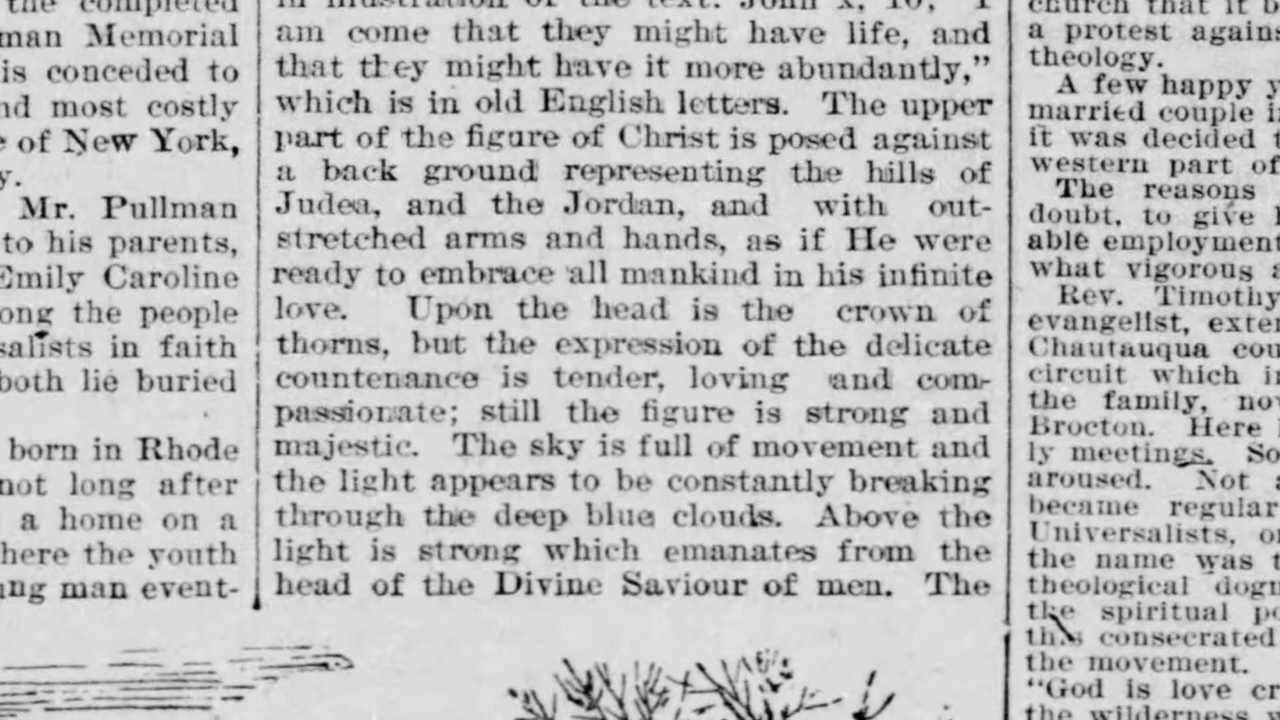 the completed
man Memorial
is conceded to
nd most costly
of New York,
y.
Mr. Pullman
to his parents,
Emily Caroline
ong the people
salists in faith
both lie buried
born in Rhode
not long after
a home on a
here the youth
ung man event-
in illustration of the text: John x, 10, "I
am come that they might have life, and
that they might have it more abundantly,"
which is in old English letters. The upper
part of the figure of Christ is posed against
a back ground representing the hills of
Judea, and the Jordan, and with out-
stretched arms and hands, as if He were
ready to embrace all mankind in his infinite
love. Upon the head is the crown of
thorns, but the expression of the delicate
countenance is tender, loving and com-
passionate; still the figure is strong and
majestic. The sky is full of movement and
the light appears to be constantly breaking
through the deep blue clouds. Above the
light is strong which emanates from the
head of the Divine Saviour of men. The
church that it b
a protest agains
theology.
A few happy y
married couple i
it was decided t
western part of
The reasons
doubt, to give
able employment
what vigorous a
Rev. Timothy
evangelist, exte
Chautauqua cou
circuit which i
the family, no
Brocton. Here
ly meetings. So
aroused. Not a
became regular
Universalists, o
the name was t
theological dog
the spiritual p
this consecrated
the movement.
"God is love cr
the wilderness